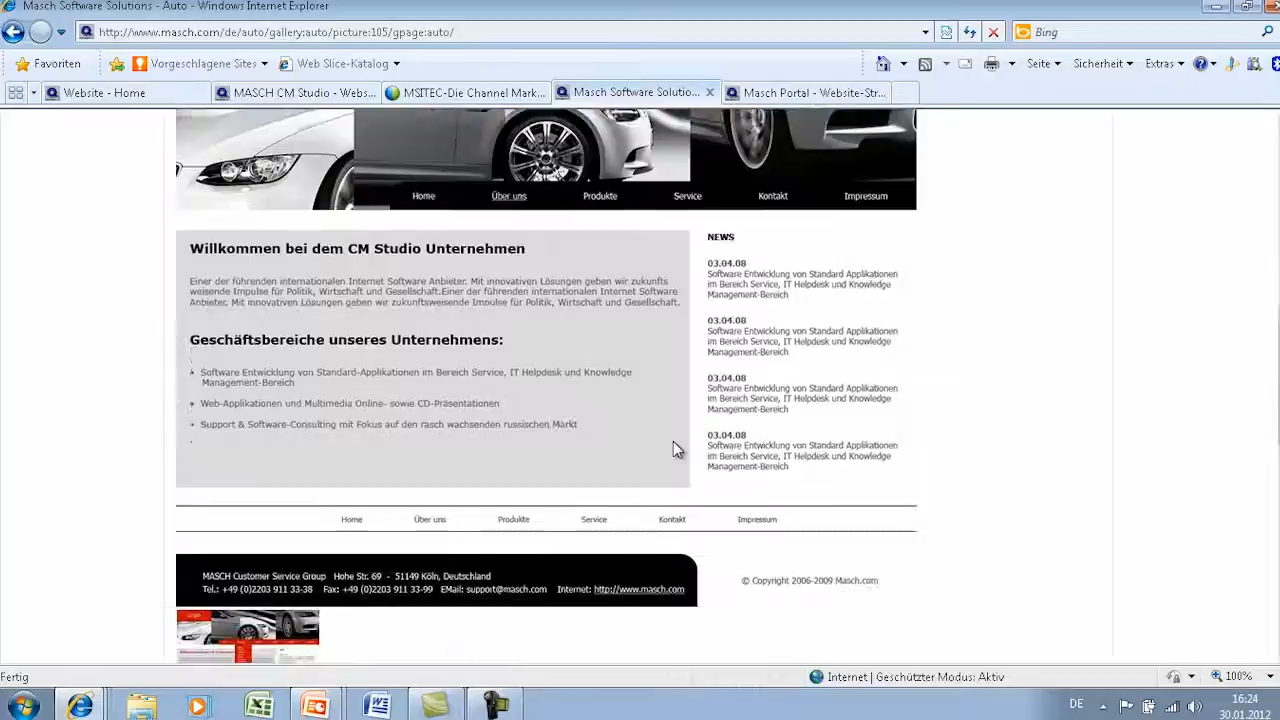 Masch Software Solutions - Auto - Internet Explorer
http://www.masch.com/de/auto/gallery:auto/picture:105/gpage:auto/
Bing
Favoriten
Vorgeschlagene Sites
Web Slice-Katalog
Seite
Sicherheit
Extras
Website - Home
MASCH CM Studio - Webs...
MSITEC-Die Channel Mark...
Masch Software Solutio...
Masch Portal - Website-Str...
Home Über uns Produkte Service Kontakt Impressum
Willkommen bei dem CM Studio Unternehmen
Einer der führenden internationalen Internet Software Anbieter. Mit innovativen Lösungen geben wir zukunfts
weisende Impulse für Politik, Wirtschaft und Gesellschaft.Einer der führenden internationalen Internet Software
Anbieter. Mit innovativen Lösungen geben wir zukunftsweisende Impulse für Politik, Wirtschaft und Gesellschaft.
Geschäftsbereiche unseres Unternehmens:
• Software Entwicklung von Standard-Applikationen im Bereich Service, IT Helpdesk und Knowledge
Management-Bereich
• Web-Applikationen und Multimedia Online- sowie CD-Präsentationen
• Support & Software-Consulting mit Fokus auf den rasch wachsenden russischen Markt
NEWS
03.04.08
Software Entwicklung von Standard Applikationen
im Bereich Service, IT Helpdesk und Knowledge
Management-Bereich
03.04.08
Software Entwicklung von Standard Applikationen
im Bereich Service, IT Helpdesk und Knowledge
Management-Bereich
03.04.08
Software Entwicklung von Standard Applikationen
im Bereich Service, IT Helpdesk und Knowledge
Management-Bereich
03.04.08
Software Entwicklung von Standard Applikationen
im Bereich Service, IT Helpdesk und Knowledge
Management-Bereich
Home Über uns Produkte Service Kontakt Impressum
MASCH Customer Service Group Hohe Str. 69 - 51149 Köln, Deutschland
Tel.: +49 (0)2203 911 33-38 Fax: +49 (0)2203 911 33-99 EMail: support@masch.com Internet: http://www.masch.com
© Copyright 2006-2009 Masch.com
Fertig
Internet | Geschützter Modus: Aktiv
100%
DE
16:24
30.01.2012